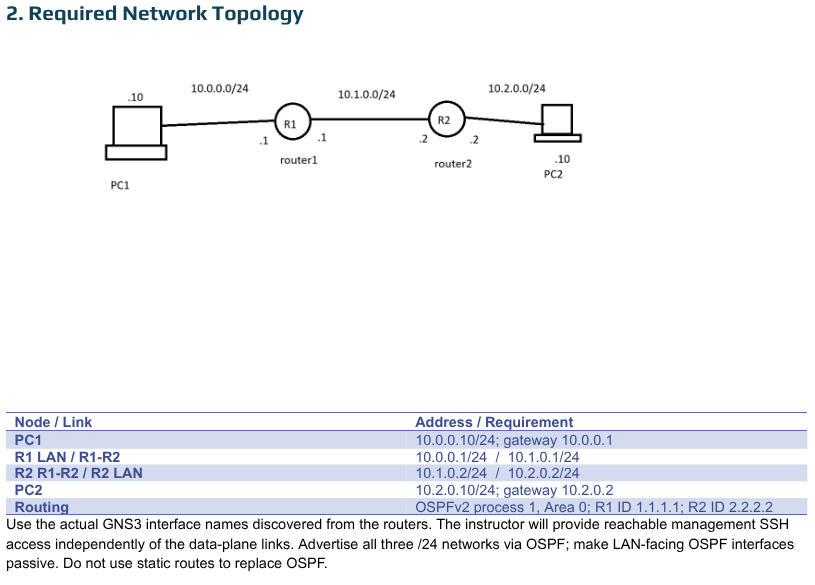 2. Required Network Topology
.10
10.0.0.0/24
10.1.0.0/24
10.2.0.0/24
R1
R2
.1
.1
.2
.2
router1
router2
.10
PC1
PC2
Node / Link Address / Requirement
PC1 10.0.0.10/24; gateway 10.0.0.1
R1 LAN / R1-R2 10.0.0.1/24 / 10.1.0.1/24
R2 R1-R2 / R2 LAN 10.1.0.2/24 / 10.2.0.2/24
PC2 10.2.0.10/24; gateway 10.2.0.2
Routing OSPFv2 process 1, Area 0; R1 ID 1.1.1.1; R2 ID 2.2.2.2
Use the actual GNS3 interface names discovered from the routers. The instructor will provide reachable management SSH
access independently of the data-plane links. Advertise all three /24 networks via OSPF; make LAN-facing OSPF interfaces
passive. Do not use static routes to replace OSPF.